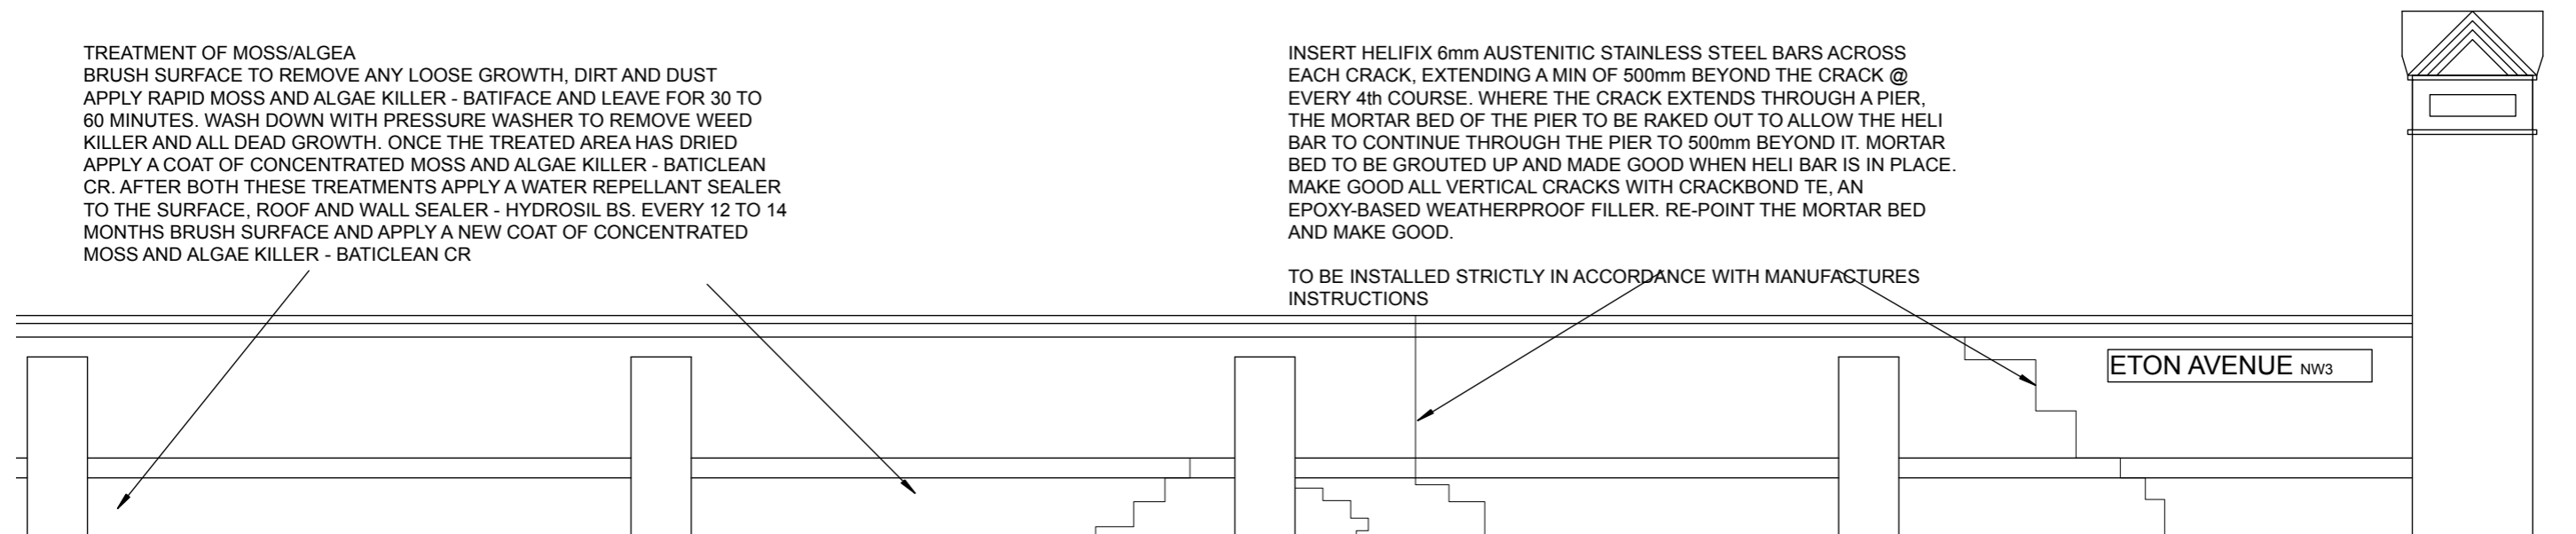 TREATMENT OF MOSS/ALGEA
BRUSH SURFACE TO REMOVE ANY LOOSE GROWTH, DIRT AND DUST
APPLY RAPID MOSS AND ALGAE KILLER - BATIFACE AND LEAVE FOR 30 TO
60 MINUTES. WASH DOWN WITH PRESSURE WASHER TO REMOVE WEED
KILLER AND ALL DEAD GROWTH. ONCE THE TREATED AREA HAS DRIED
APPLY A COAT OF CONCENTRATED MOSS AND ALGAE KILLER - BATICLEAN
CR. AFTER BOTH THESE TREATMENTS APPLY A WATER REPELLANT SEALER
TO THE SURFACE, ROOF AND WALL SEALER - HYDROSIL BS. EVERY 12 TO 14
MONTHS BRUSH SURFACE AND APPLY A NEW COAT OF CONCENTRATED
MOSS AND ALGAE KILLER - BATICLEAN CR
INSERT HELIFIX 6mm AUSTENITIC STAINLESS STEEL BARS ACROSS
EACH CRACK, EXTENDING A MIN OF 500mm BEYOND THE CRACK @
EVERY 4th COURSE. WHERE THE CRACK EXTENDS THROUGH A PIER,
THE MORTAR BED OF THE PIER TO BE RAKED OUT TO ALLOW THE HELI
BAR TO CONTINUE THROUGH THE PIER TO 500mm BEYOND IT. MORTAR
BED TO BE GROUTED UP AND MADE GOOD WHEN HELI BAR IS IN PLACE.
MAKE GOOD ALL VERTICAL CRACKS WITH CRACKBOND TE, AN
EPOXY-BASED WEATHERPROOF FILLER. RE-POINT THE MORTAR BED
AND MAKE GOOD.
TO BE INSTALLED STRICTLY IN ACCORDANCE WITH MANUFACTURES
INSTRUCTIONS
ETON AVENUE NW3